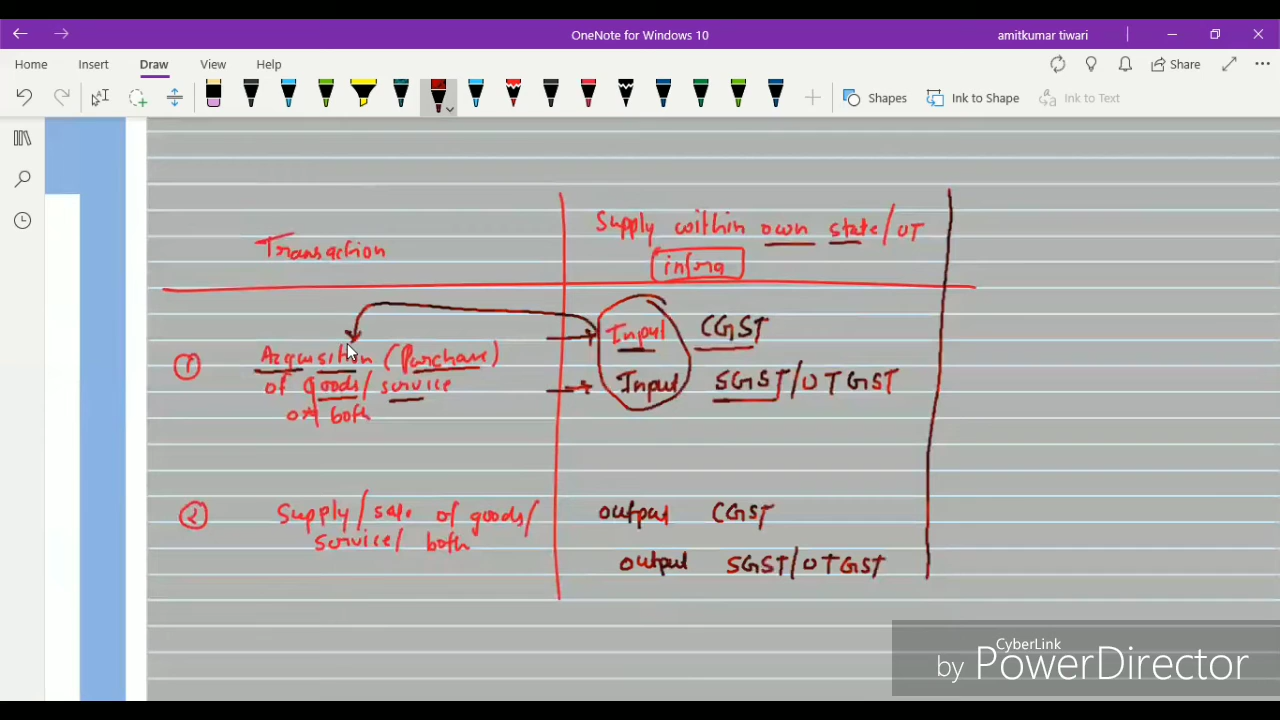 OneNote for Windows 10
amitkumar tiwari
Home Insert Draw View Help
Share
Shapes
Ink to Shape
Ink to Text
Transaction
Supply within own state/UT
infra
① Acqusition (Purchase)
of goods/service
or both
Input CGST
Input SGST/UTGST
② Supply/sale of goods/
service/ both
output CGST
output SGST/UTGST
CyberLink
by PowerDirector